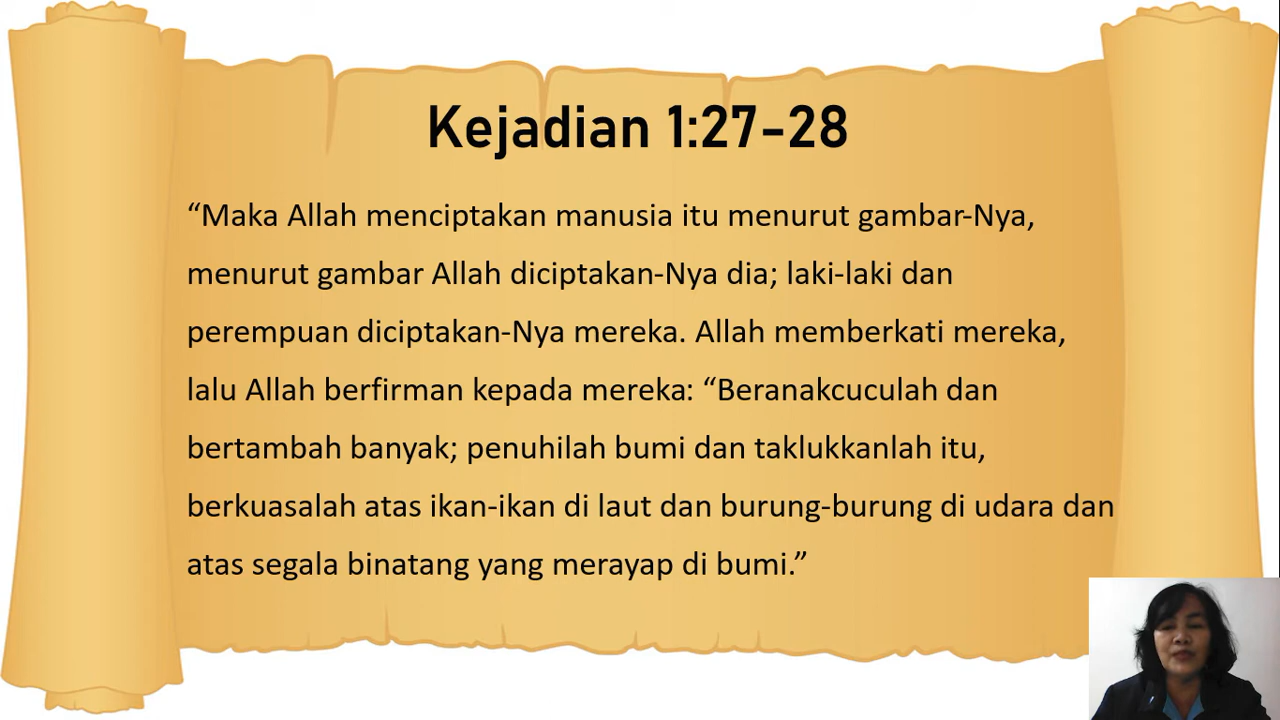 Kejadian 1:27-28
“Maka Allah menciptakan manusia itu menurut gambar-Nya,
menurut gambar Allah diciptakan-Nya dia; laki-laki dan
perempuan diciptakan-Nya mereka. Allah memberkati mereka,
lalu Allah berfirman kepada mereka: “Beranakcuculah dan
bertambah banyak; penuhilah bumi dan taklukkanlah itu,
berkuasalah atas ikan-ikan di laut dan burung-burung di udara dan
atas segala binatang yang merayap di bumi.”